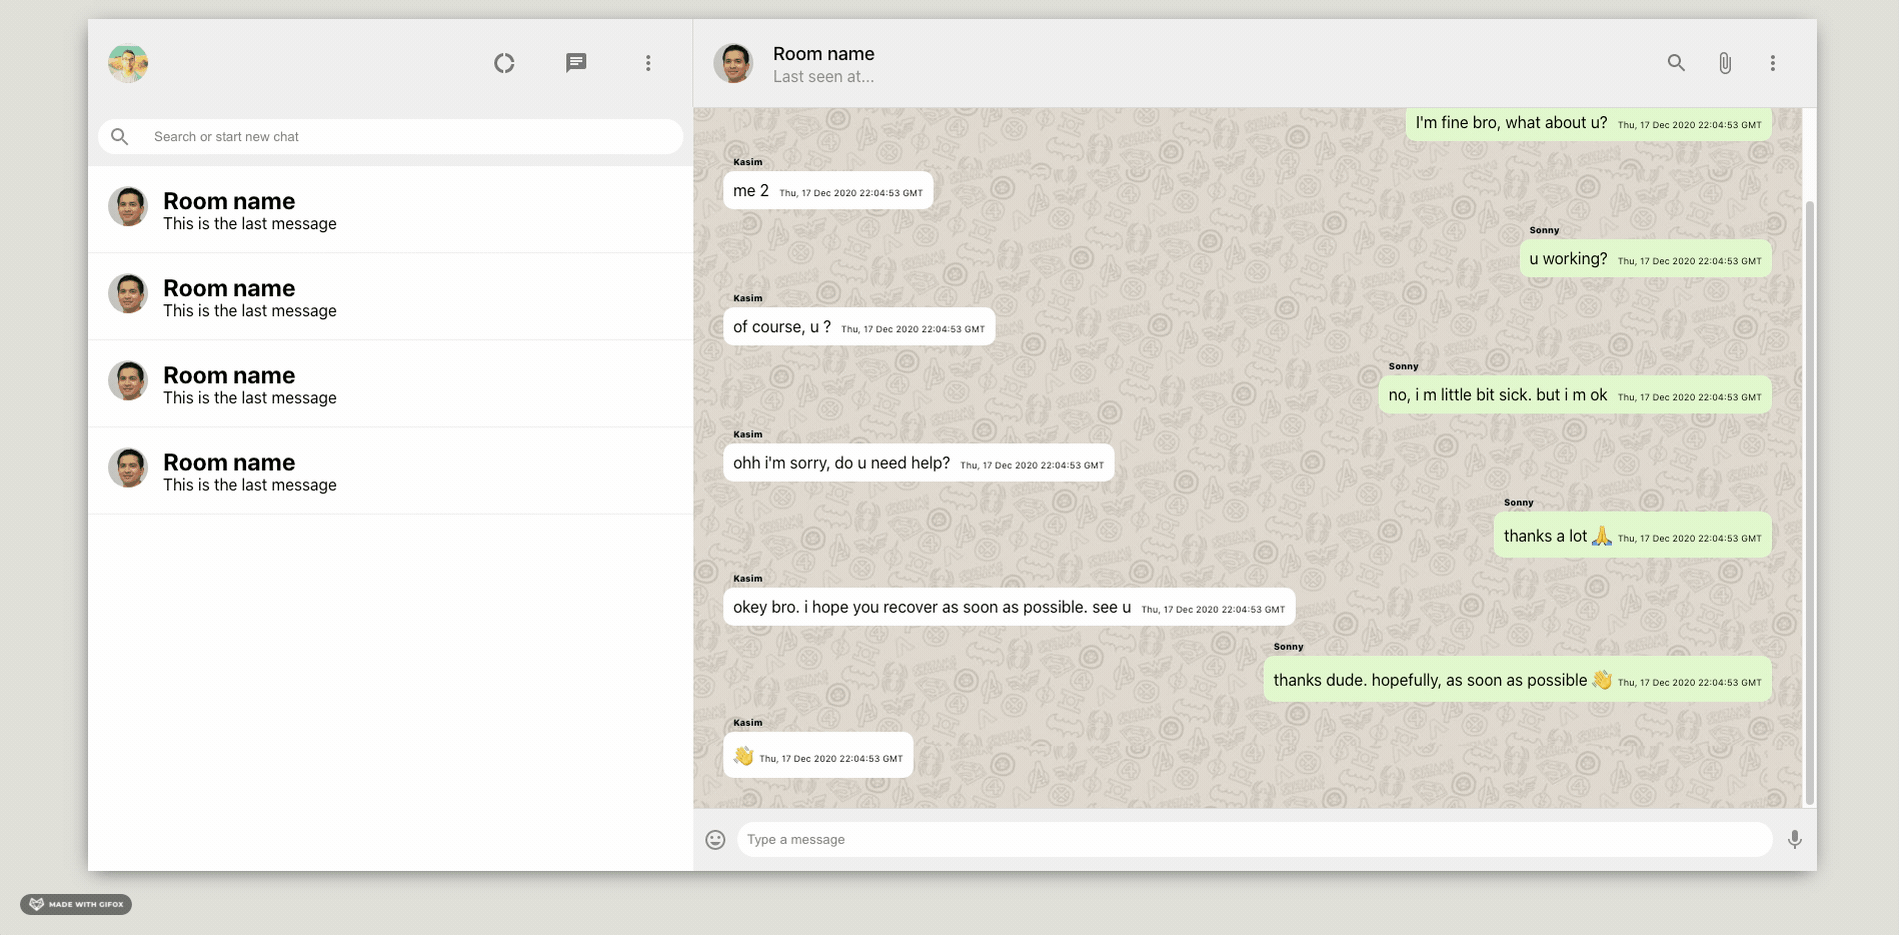 Room name
Last seen at...
Search or start new chat
Room name
This is the last message
Room name
This is the last message
Room name
This is the last message
Room name
This is the last message
I'm fine bro, what about u? Thu, 17 Dec 2020 22:04:53 GMT
Kasim
me 2 Thu, 17 Dec 2020 22:04:53 GMT
Sonny
u working? Thu, 17 Dec 2020 22:04:53 GMT
Kasim
of course, u ? Thu, 17 Dec 2020 22:04:53 GMT
Sonny
no, i m little bit sick. but i m ok Thu, 17 Dec 2020 22:04:53 GMT
Kasim
ohh i'm sorry, do u need help? Thu, 17 Dec 2020 22:04:53 GMT
Sonny
thanks a lot 🙏 Thu, 17 Dec 2020 22:04:53 GMT
Kasim
okey bro. i hope you recover as soon as possible. see u Thu, 17 Dec 2020 22:04:53 GMT
Sonny
thanks dude. hopefully, as soon as possible 👋 Thu, 17 Dec 2020 22:04:53 GMT
Kasim
👋 Thu, 17 Dec 2020 22:04:53 GMT
Type a message
MADE WITH GIFOX